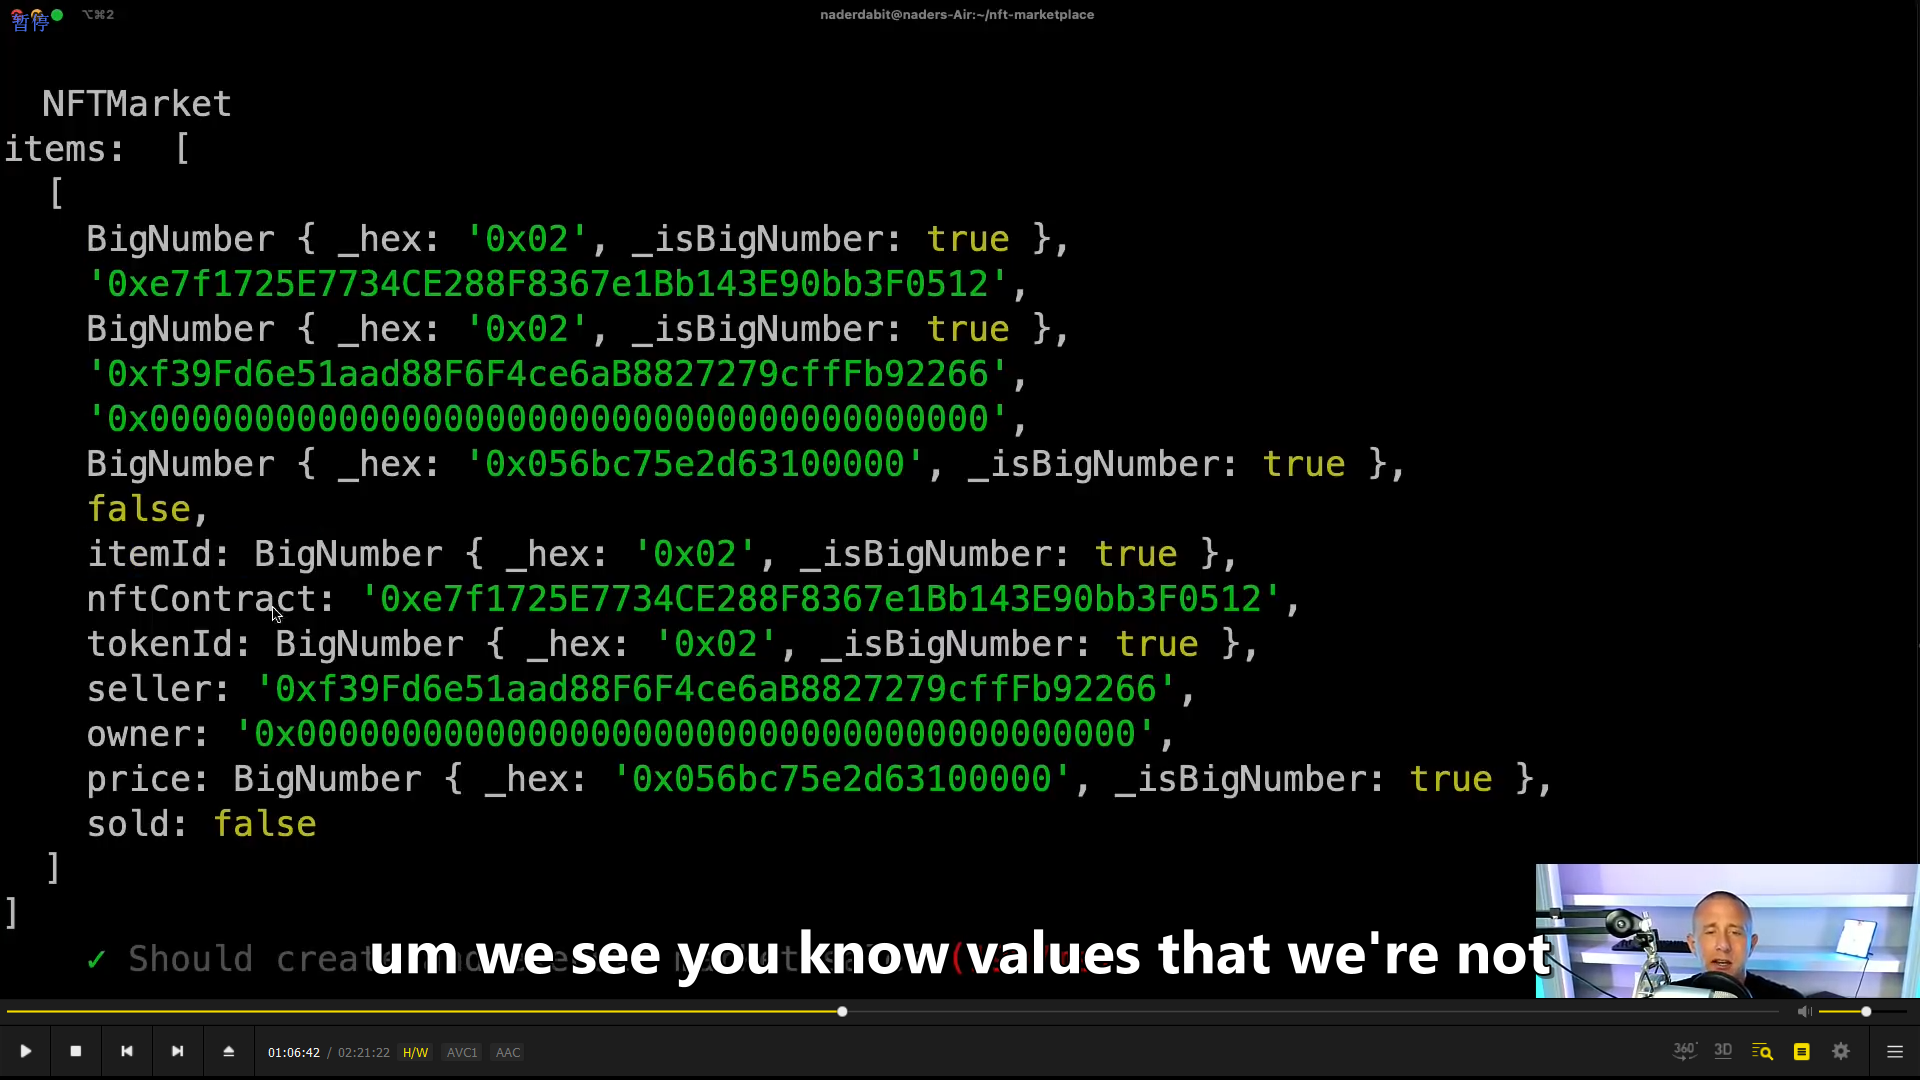 暂停
⌥⌘2
naderdabit@naders-Air:~/nft-marketplace
NFTMarket
items:  [
[
BigNumber { _hex: '0x02', _isBigNumber: true },
'0xe7f1725E7734CE288F8367e1Bb143E90bb3F0512',
BigNumber { _hex: '0x02', _isBigNumber: true },
'0xf39Fd6e51aad88F6F4ce6aB8827279cffFb92266',
'0x0000000000000000000000000000000000000000',
BigNumber { _hex: '0x056bc75e2d63100000', _isBigNumber: true },
false,
itemId: BigNumber { _hex: '0x02', _isBigNumber: true },
nftContract: '0xe7f1725E7734CE288F8367e1Bb143E90bb3F0512',
tokenId: BigNumber { _hex: '0x02', _isBigNumber: true },
seller: '0xf39Fd6e51aad88F6F4ce6aB8827279cffFb92266',
owner: '0x0000000000000000000000000000000000000000',
price: BigNumber { _hex: '0x056bc75e2d63100000', _isBigNumber: true },
sold: false
]
]
✓ Should create
um we see you know values that we're not
01:06:42 / 02:21:22 H/W AVC1 AAC
360° 3D